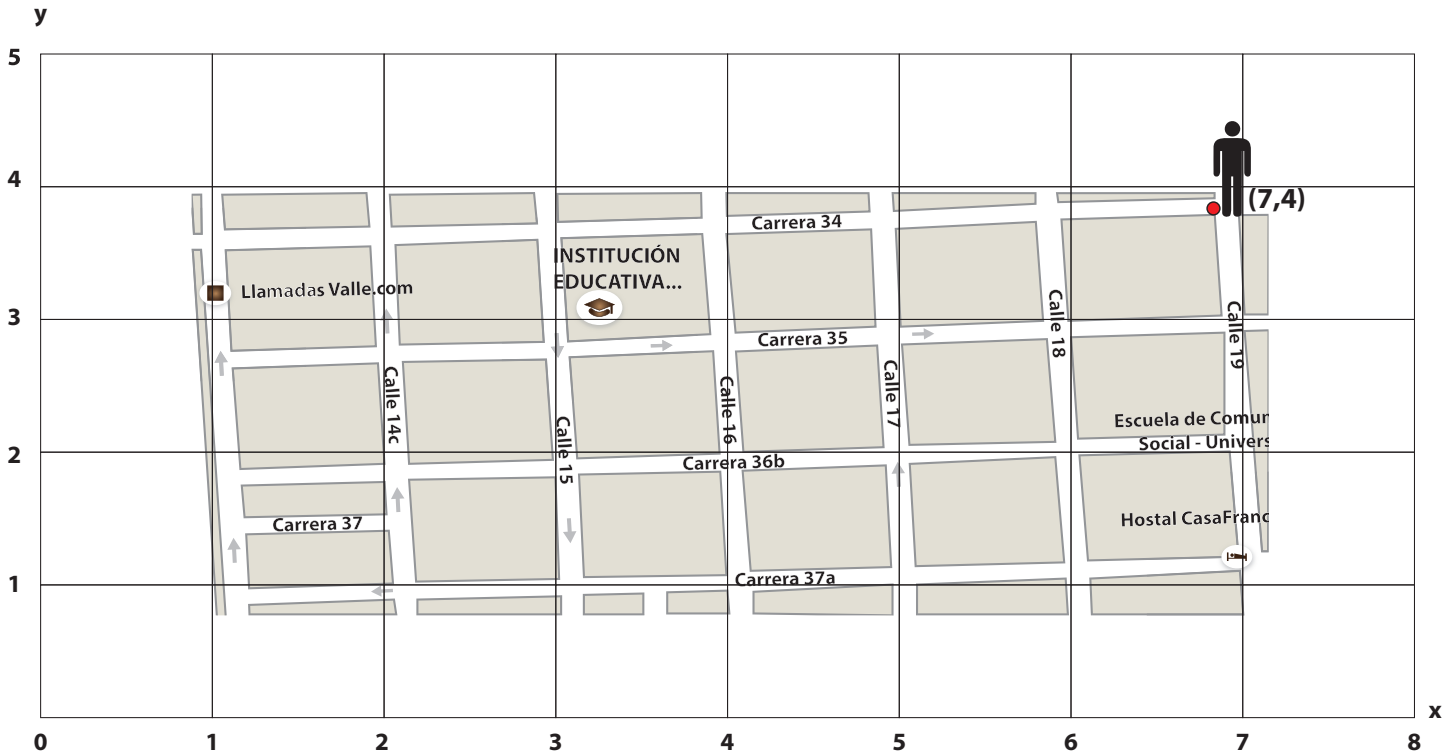 y
5
4
(7,4)
Carrera 34
INSTITUCIÓN
EDUCATIVA...
Llamadas Valle.com
3
Carrera 35
Calle 18
Calle 19
Calle 14c
Calle 15
Calle 16
Calle 17
Escuela de Comun
Social - Univers
2
Carrera 36b
Carrera 37
Hostal CasaFranc
1
Carrera 37a
x
0 1 2 3 4 5 6 7 8